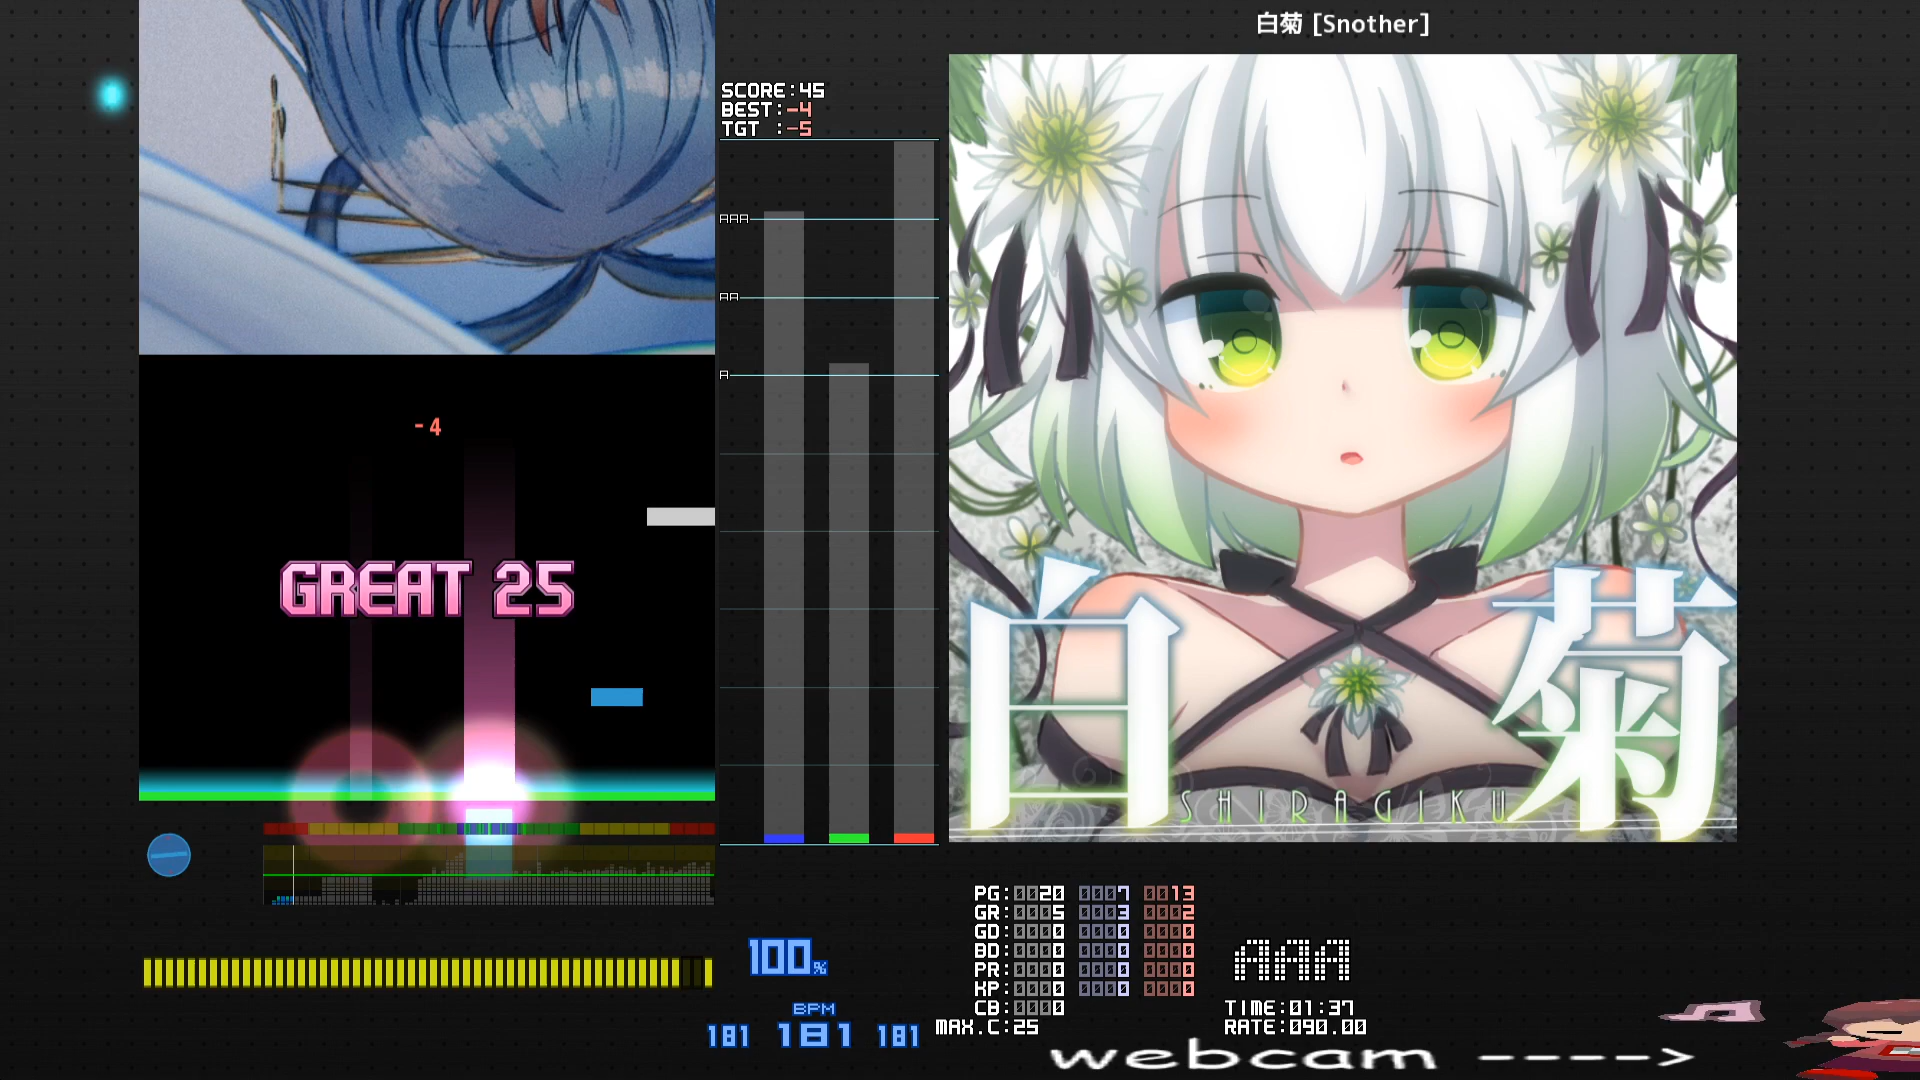 白菊 [Snother]
SCORE:45
BEST:-4
TGT :-5
AAA
AA
A
-4
GREAT 25
白菊
SHIRAGIKU
PG:0020 0007 0013
GR:0005 0003 0002
GD:0000 0000 0000
BD:0000 0000 0000
PR:0000 0000 0000
KP:0000 0000 0000
CB:0000
MAX.C:25
AAA
TIME:01:37
RATE:090.00
100%
BPM
181 181 181
webcam ---->